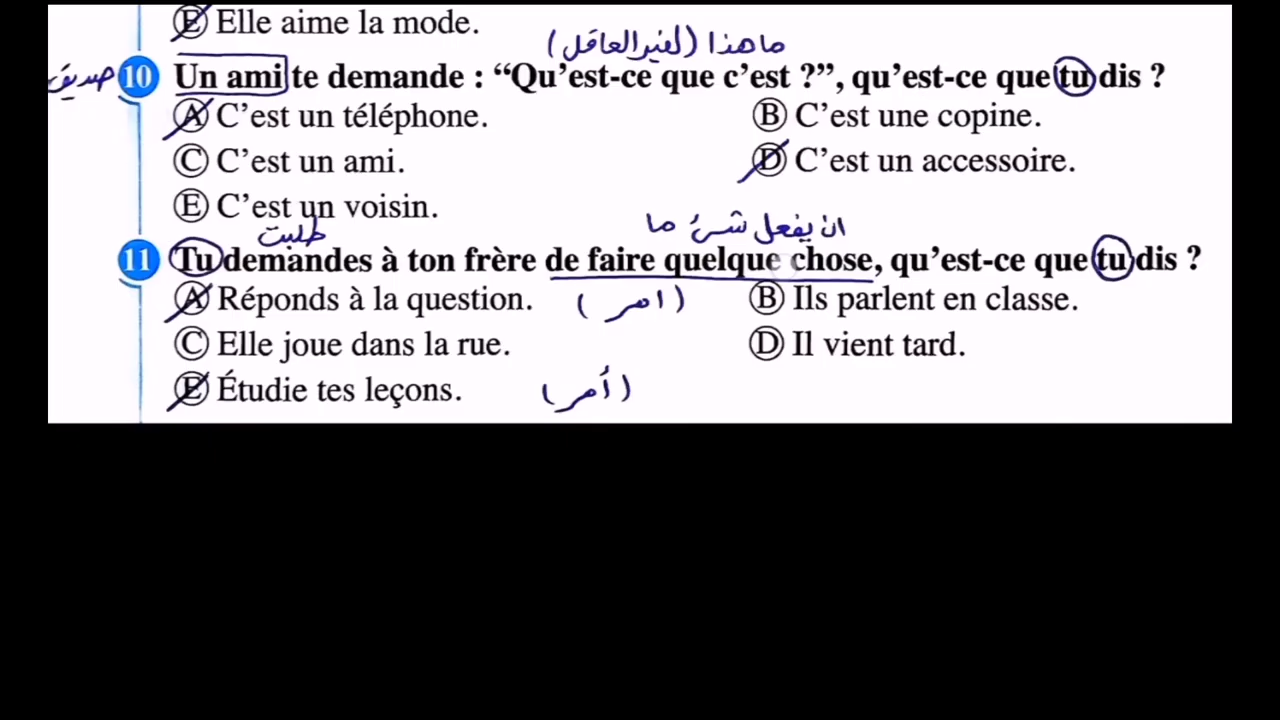 E Elle aime la mode.
ما هذا (لغير العاقل)
صديق 10 Un ami te demande : “Qu’est-ce que c’est ?”, qu’est-ce que tu dis ?
A C’est un téléphone. B C’est une copine.
C C’est un ami. D C’est un accessoire.
E C’est un voisin.
طلبت ان يفعل شئ ما
11 Tu demandes à ton frère de faire quelque chose, qu’est-ce que tu dis ?
A Réponds à la question. (امر) B Ils parlent en classe.
C Elle joue dans la rue. D Il vient tard.
E Étudie tes leçons. (أمر)